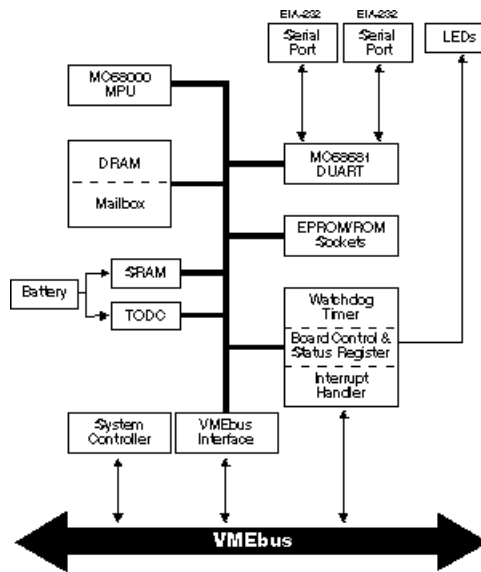 EIA-232
EIA-232
Serial
Port
Serial
Port
LEDs
MC68000
MPU
DRAM
Mailbox
MC68681
DUART
EPROM/ROM
Sockets
Battery
SRAM
TODC
Watchdog
Timer
Board Control &
Status Register
Interrupt
Handler
System
Controller
VMEbus
Interface
VMEbus